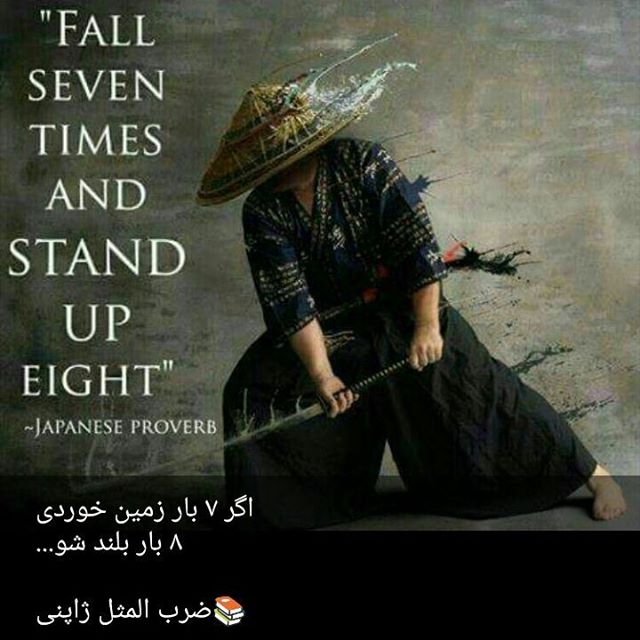 "FALL
SEVEN
TIMES
AND
STAND
UP
EIGHT"
~JAPANESE PROVERB
اگر ۷ بار زمین خوردی
۸ بار بلند شو...
📚ضرب المثل ژاپنی